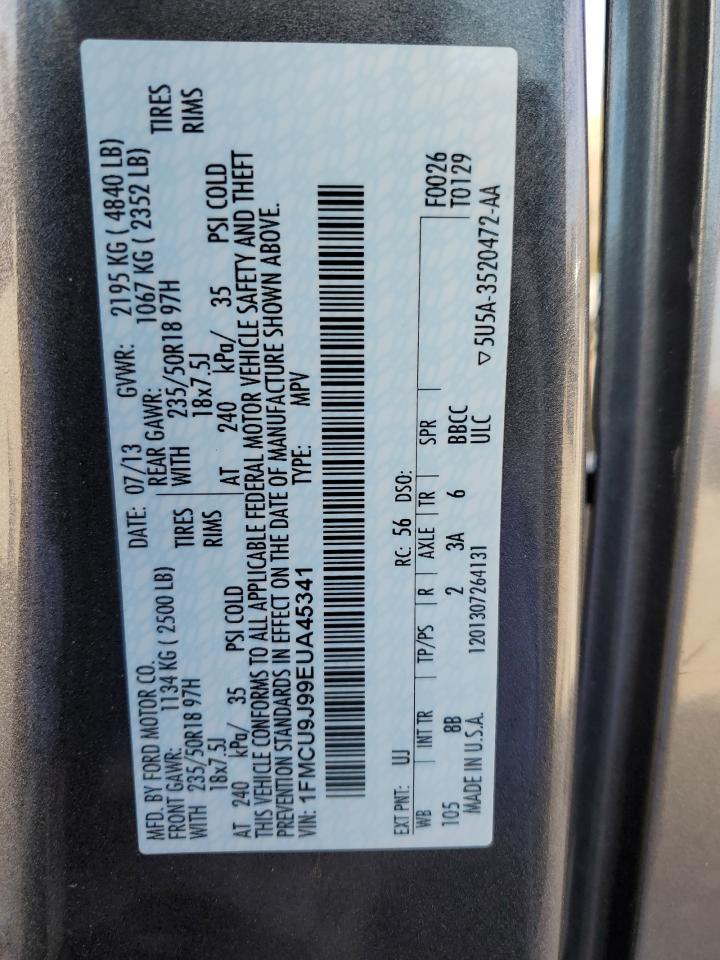 MFD. BY FORD MOTOR CO.
DATE: 07/13 GVWR: 2195 KG ( 4840 LB)
FRONT GAWR: 1134 KG ( 2500 LB) REAR GAWR: 1067 KG ( 2352 LB)
WITH 235/50R18 97H TIRES WITH 235/50R18 97H TIRES
18x7.5J RIMS 18x7.5J RIMS
AT 240 kPa/ 35 PSI COLD AT 240 kPa/ 35 PSI COLD
THIS VEHICLE CONFORMS TO ALL APPLICABLE FEDERAL MOTOR VEHICLE SAFETY AND THEFT
PREVENTION STANDARDS IN EFFECT ON THE DATE OF MANUFACTURE SHOWN ABOVE.
VIN: 1FMCU9J99EUA45341 TYPE: MPV
EXT PNT: UJ RC: 56 DSO:
WB INT TR TP/PS R AXLE TR SPR F0026
105 8B 2 3A 6 BBCC T0129
MADE IN U.S.A. 1201307264131 ULC
▽5U5A-3520472-AA